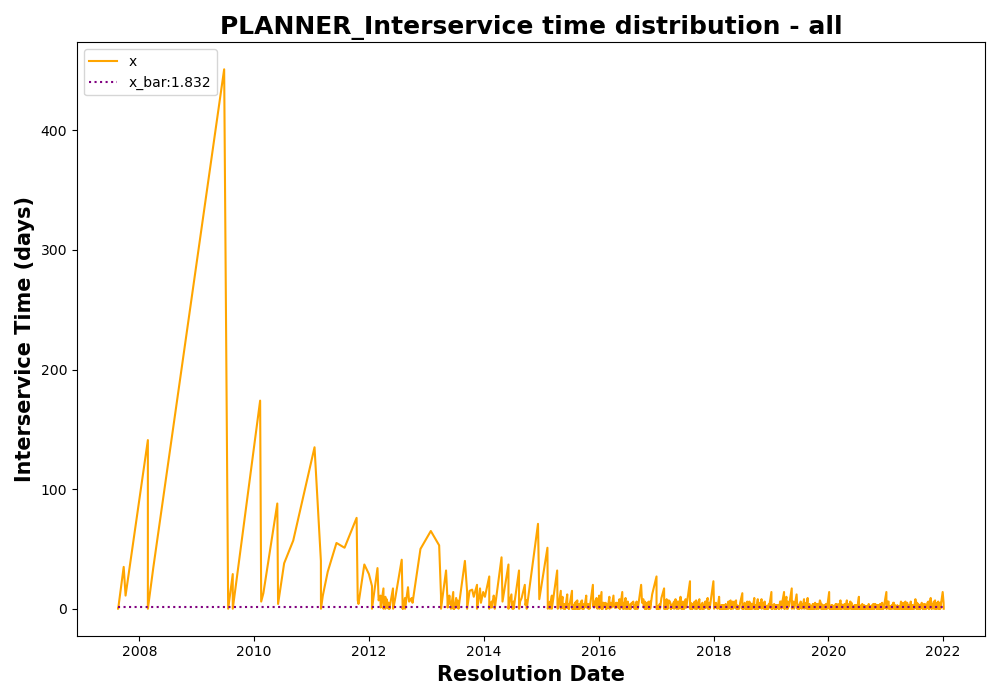 PLANNER_Interservice time distribution - all
x
x_bar:1.832
Interservice Time (days)
400
300
200
100
0
2008 2010 2012 2014 2016 2018 2020 2022
Resolution Date